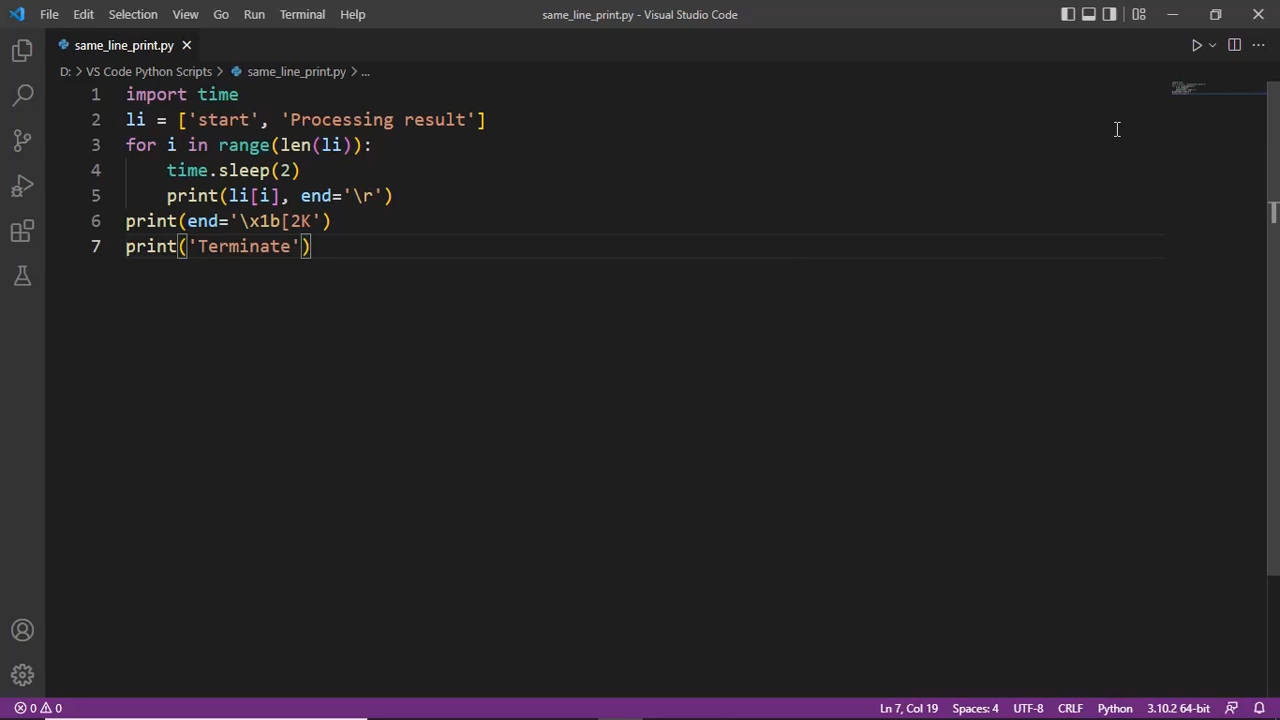 File Edit Selection View Go Run Terminal Help same_line_print.py - Visual Studio Code
same_line_print.py
D: > VS Code Python Scripts > same_line_print.py > ...
1 import time
2 li = ['start', 'Processing result']
3 for i in range(len(li)):
4 time.sleep(2)
5 print(li[i], end='\r')
6 print(end='\x1b[2K')
7 print('Terminate')
0 0 Ln 7, Col 19 Spaces: 4 UTF-8 CRLF Python 3.10.2 64-bit